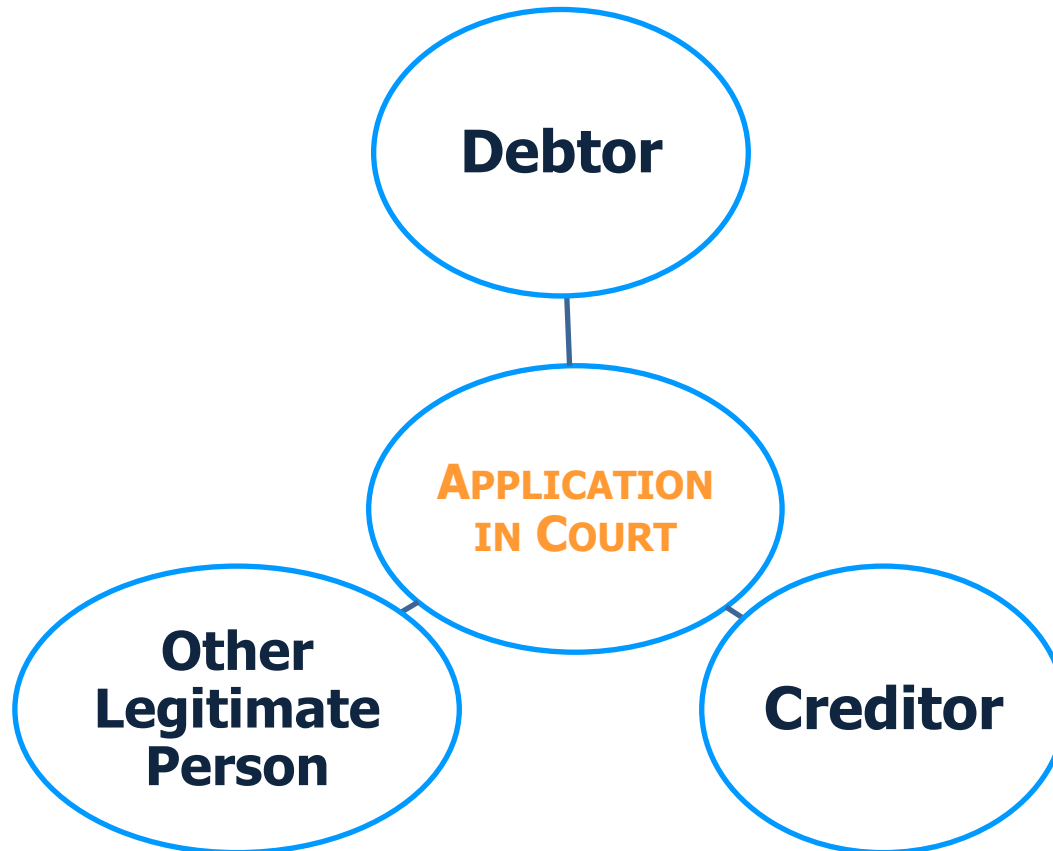 Debtor
APPLICATION
IN COURT
Other
Legitimate
Person
Creditor